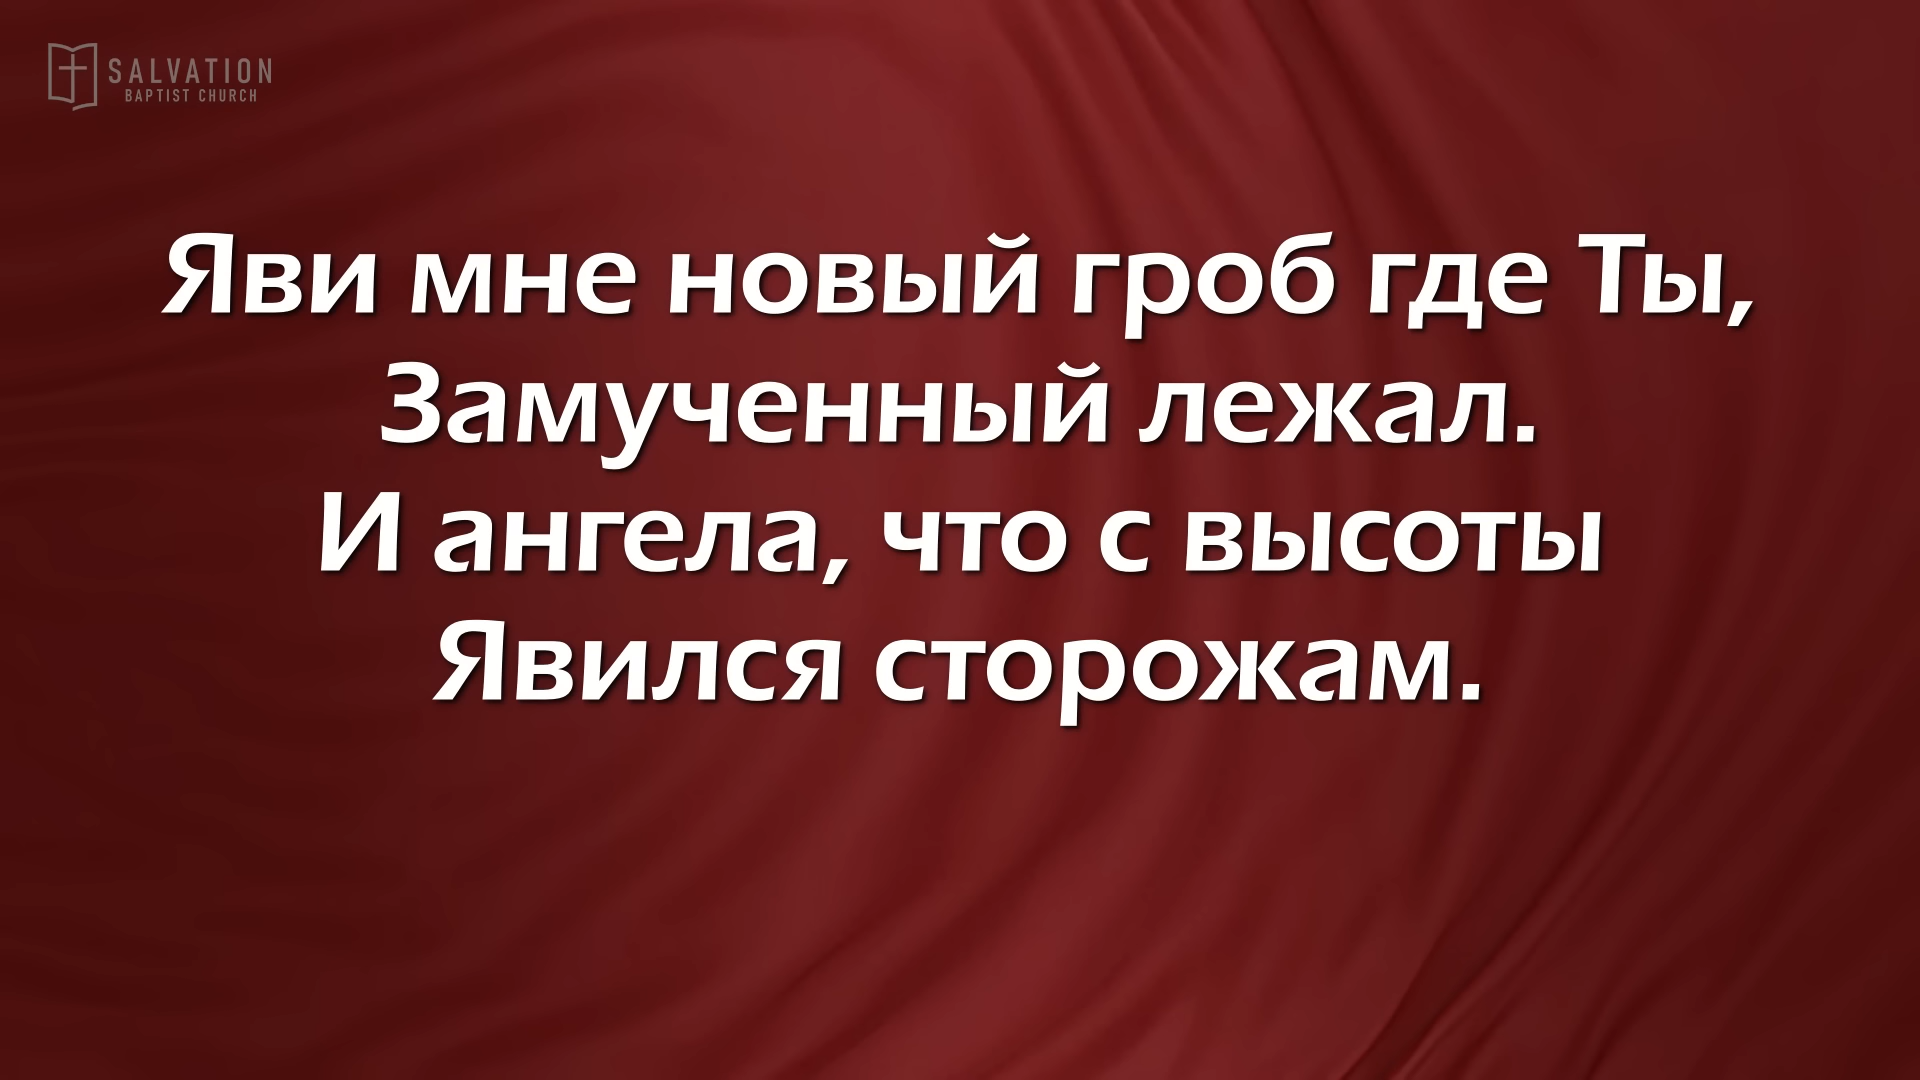 SALVATION
BAPTIST CHURCH
Яви мне новый гроб где Ты,
Замученный лежал.
И ангела, что с высоты
Явился сторожам.